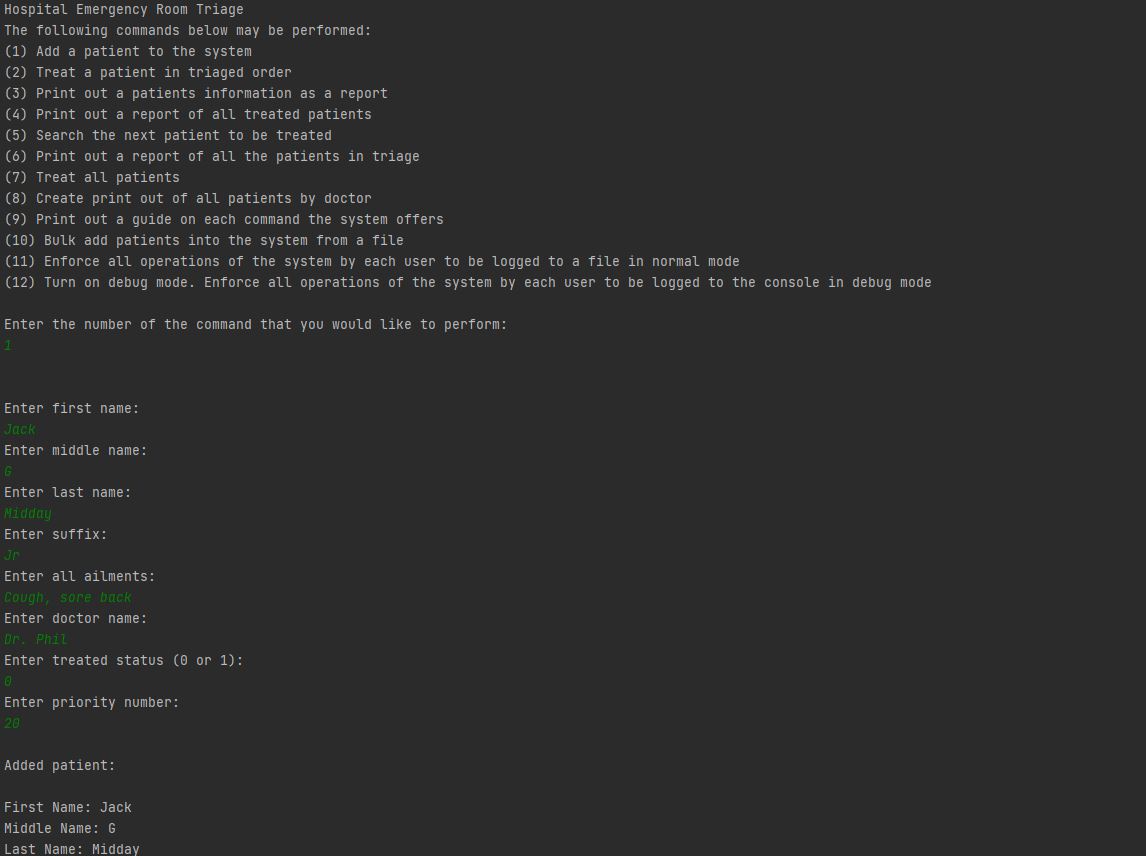 Hospital Emergency Room Triage
The following commands below may be performed:
(1) Add a patient to the system
(2) Treat a patient in triaged order
(3) Print out a patients information as a report
(4) Print out a report of all treated patients
(5) Search the next patient to be treated
(6) Print out a report of all the patients in triage
(7) Treat all patients
(8) Create print out of all patients by doctor
(9) Print out a guide on each command the system offers
(10) Bulk add patients into the system from a file
(11) Enforce all operations of the system by each user to be logged to a file in normal mode
(12) Turn on debug mode. Enforce all operations of the system by each user to be logged to the console in debug mode
Enter the number of the command that you would like to perform:
1
Enter first name:
Jack
Enter middle name:
G
Enter last name:
Midday
Enter suffix:
Jr
Enter all ailments:
Cough, sore back
Enter doctor name:
Dr. Phil
Enter treated status (0 or 1):
0
Enter priority number:
20
Added patient:
First Name: Jack
Middle Name: G
Last Name: Midday